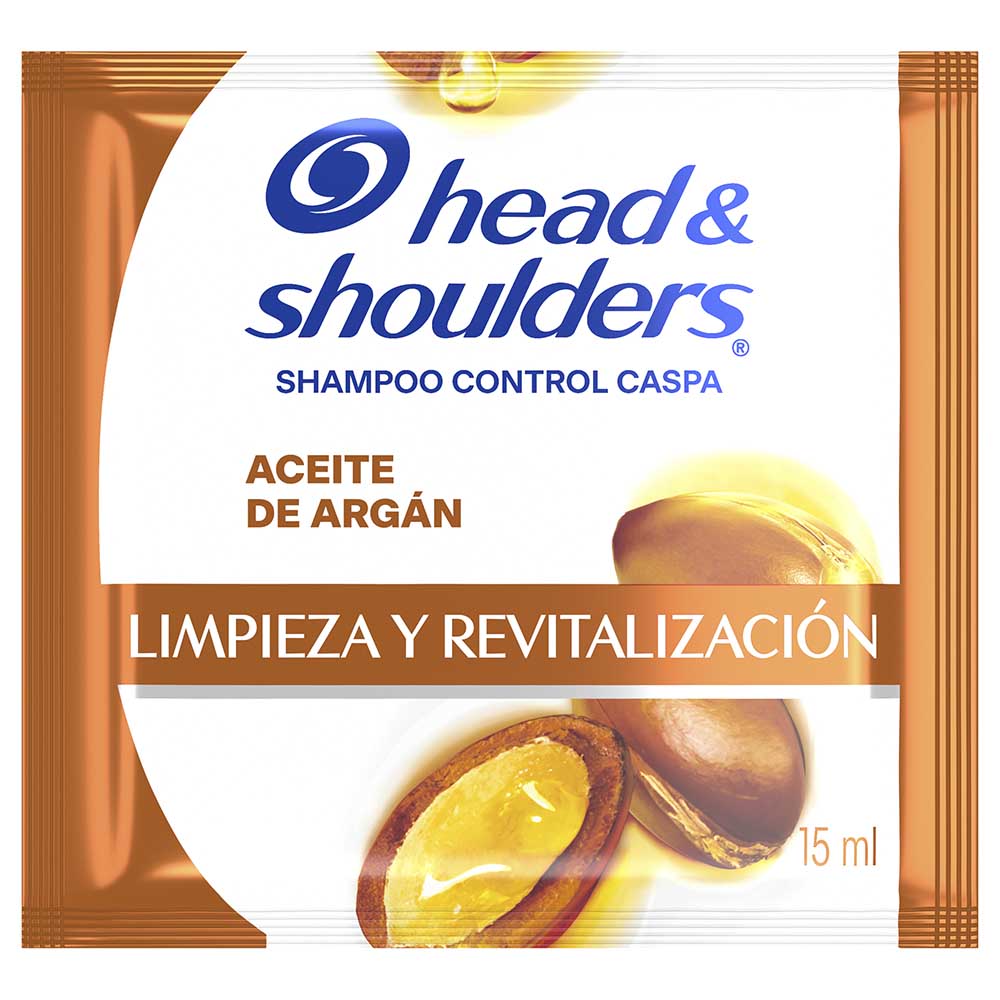 head &
shoulders®
SHAMPOO CONTROL CASPA
ACEITE
DE ARGÁN
LIMPIEZA Y REVITALIZACIÓN
15 ml